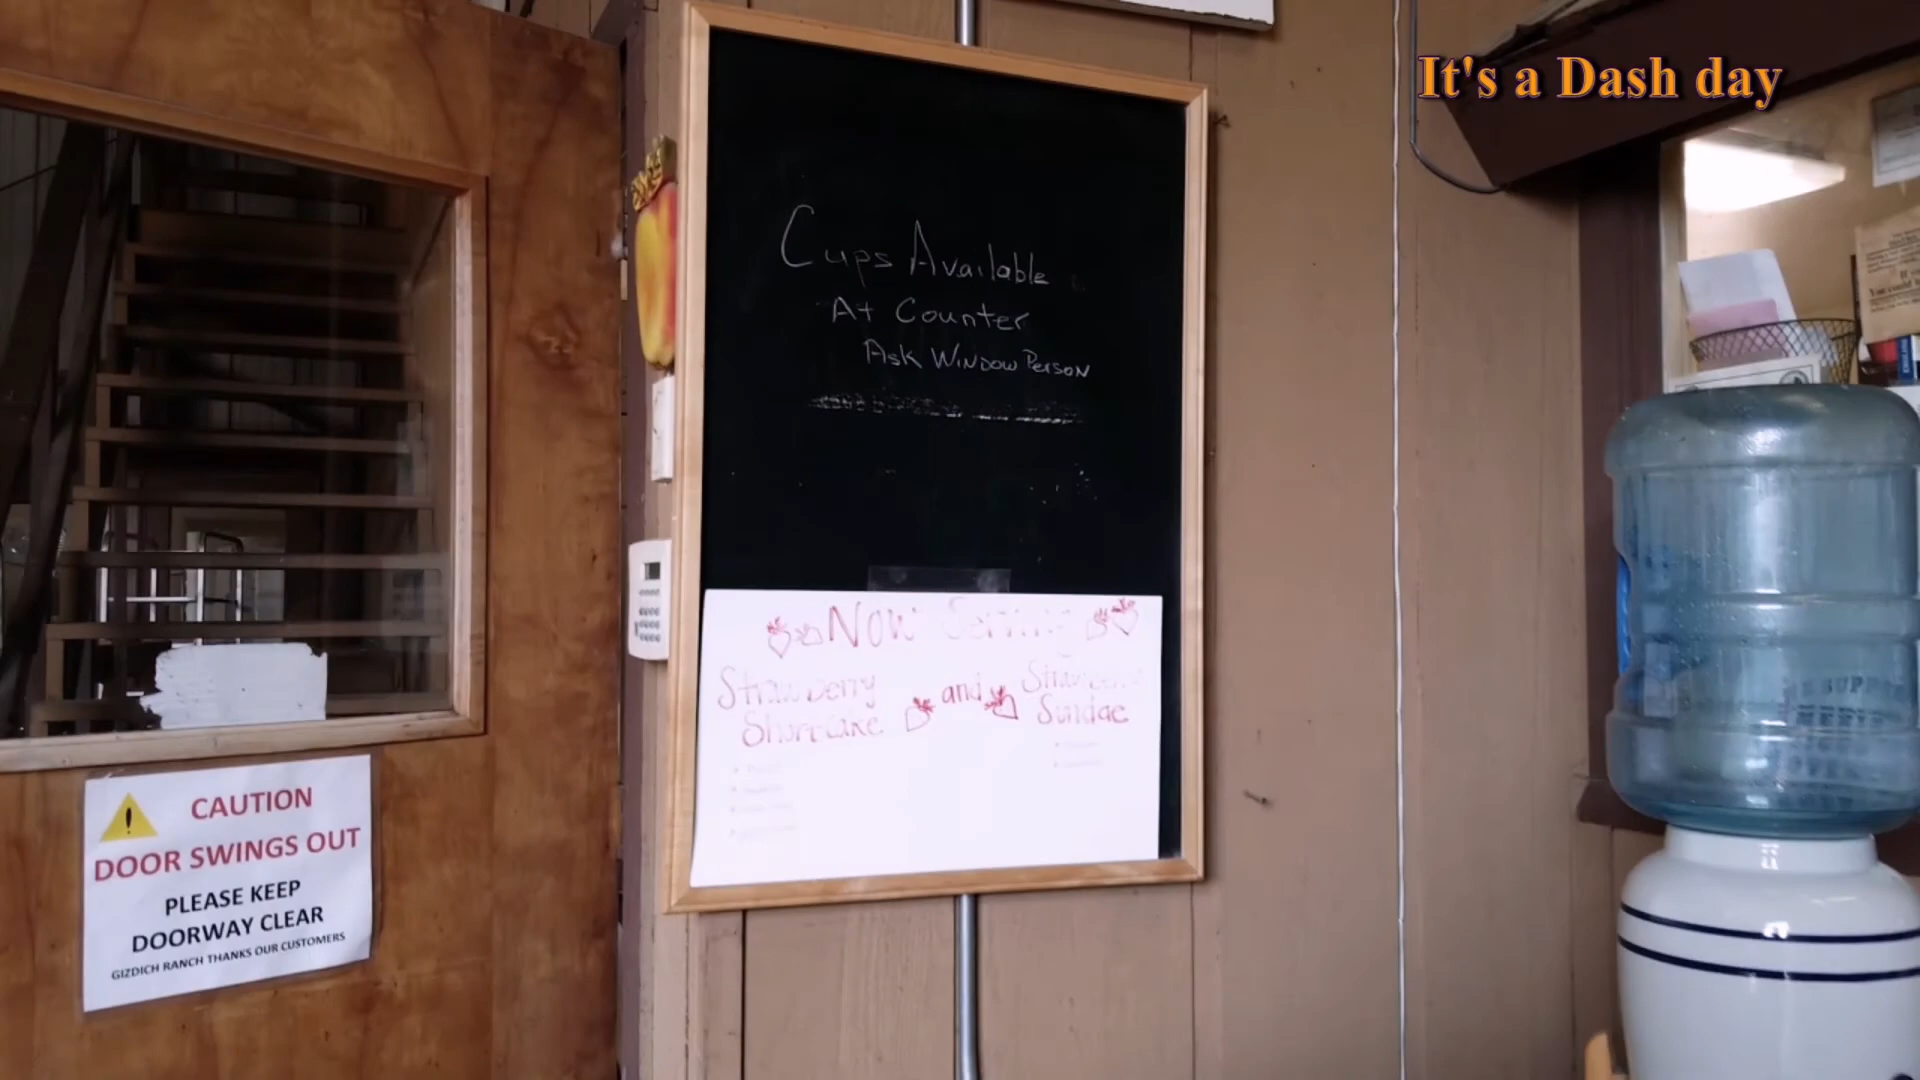 It's a Dash day
Cups Available
At Counter
Ask Window Person
Now Serving
Strawberry
Shortcake
and
Strawberry
Sundae
CAUTION
DOOR SWINGS OUT
PLEASE KEEP
DOORWAY CLEAR
GIZDICH RANCH THANKS OUR CUSTOMERS